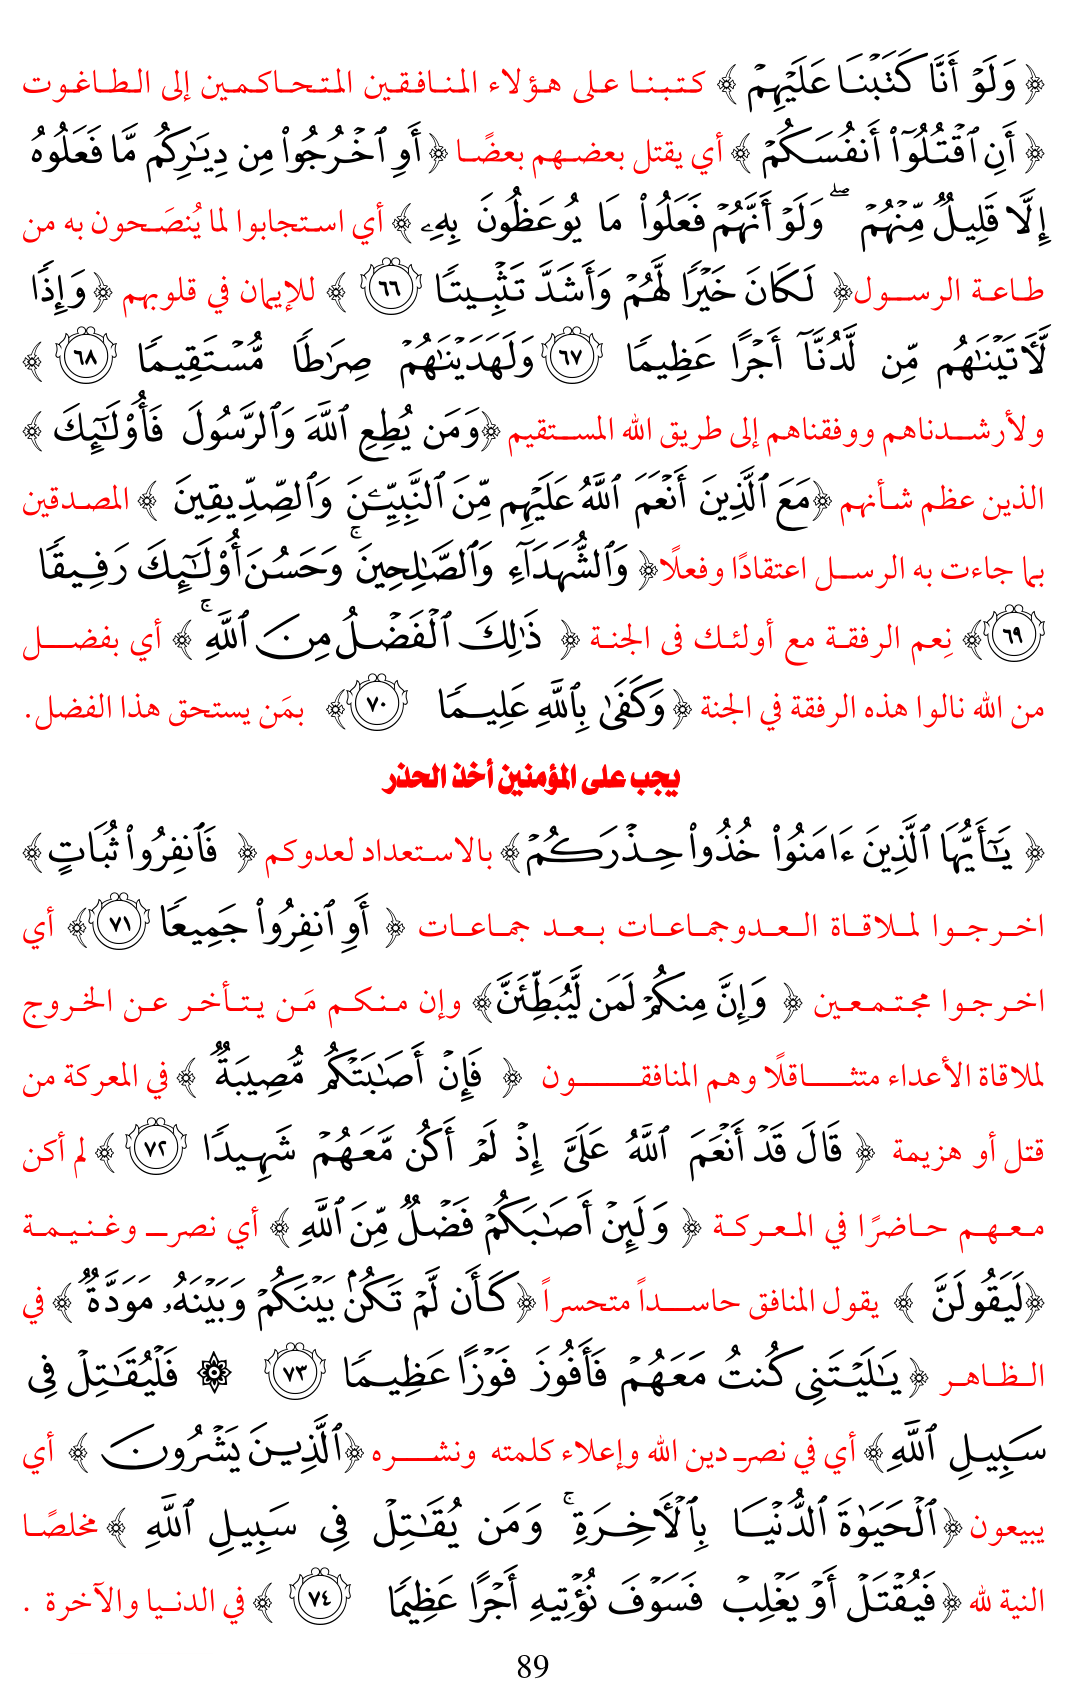 ﴿ وَلَوْ أَنَّا كَتَبْنَا عَلَيْهِمْ ﴾ كتبنا على هؤلاء المنافقين المتحاكمين إلى الطاغوت
﴿ أَنِ ٱقْتُلُوٓا۟ أَنفُسَكُمْ ﴾ أي يقتل بعضهم بعضًا ﴿ أَوِ ٱخْرُجُوا۟ مِن دِيَـٰرِكُم مَّا فَعَلُوهُ
إِلَّا قَلِيلٌ مِّنْهُمْ ۖ وَلَوْ أَنَّهُمْ فَعَلُوا۟ مَا يُوعَظُونَ بِهِۦ ﴾ أي استجابوا لما يُنصَحون به من
طاعة الرسول﴿ لَكَانَ خَيْرًا لَّهُمْ وَأَشَدَّ تَثْبِيتًا ٦٦ ﴾ للإيمان في قلوبهم ﴿ وَإِذًا
لَّـَٔاتَيْنَـٰهُم مِّن لَّدُنَّآ أَجْرًا عَظِيمًا ٦٧ وَلَهَدَيْنَـٰهُمْ صِرَٰطًا مُّسْتَقِيمًا ٦٨ ﴾
ولأرشدناهم ووفقناهم إلى طريق الله المستقيم ﴿وَمَن يُطِعِ ٱللَّهَ وَٱلرَّسُولَ فَأُو۟لَـٰٓئِكَ ﴾
الذين عظم شأنهم ﴿مَعَ ٱلَّذِينَ أَنْعَمَ ٱللَّهُ عَلَيْهِم مِّنَ ٱلنَّبِيِّـۧنَ وَٱلصِّدِّيقِينَ ﴾ المصدقين
بما جاءت به الرسل اعتقادًا وفعلًا﴿ وَٱلشُّهَدَآءِ وَٱلصَّـٰلِحِينَ ۚ وَحَسُنَ أُو۟لَـٰٓئِكَ رَفِيقًا
٦٩ ﴾ نِعم الرفقة مع أولئك فى الجنة ﴿ ذَٰلِكَ ٱلْفَضْلُ مِنَ ٱللَّهِ ۚ ﴾ أي بفضل
من الله نالوا هذه الرفقة في الجنة ﴿ وَكَفَىٰ بِٱللَّهِ عَلِيمًا ٧٠ ﴾ بمَن يستحق هذا الفضل.
يجب على المؤمنين أخذ الحذر
﴿ يَـٰٓأَيُّهَا ٱلَّذِينَ ءَامَنُوا۟ خُذُوا۟ حِذْرَكُمْ ﴾ بالاستعداد لعدوكم ﴿ فَٱنفِرُوا۟ ثُبَاتٍ ﴾
اخرجوا لملاقاة العدوجماعات بعد جماعات ﴿ أَوِ ٱنفِرُوا۟ جَمِيعًا ٧١ ﴾ أي
اخرجوا مجتمعين ﴿ وَإِنَّ مِنكُمْ لَمَن لَّيُبَطِّئَنَّ﴾ وإن منكم مَن يتأخر عن الخروج
لملاقاة الأعداء متثاقلًا وهم المنافقون ﴿ فَإِنْ أَصَـٰبَتْكُم مُّصِيبَةٌ ﴾ في المعركة من
قتل أو هزيمة ﴿ قَالَ قَدْ أَنْعَمَ ٱللَّهُ عَلَىَّ إِذْ لَمْ أَكُن مَّعَهُمْ شَهِيدًا ٧٢ ﴾ لم أكن
معهم حاضرًا في المعركة ﴿ وَلَئِنْ أَصَـٰبَكُمْ فَضْلٌ مِّنَ ٱللَّهِ ﴾ أي نصر وغنيمة
﴿لَيَقُولَنَّ ﴾ يقول المنافق حاسداً متحسراً ﴿ كَأَن لَّمْ تَكُنۢ بَيْنَكُمْ وَبَيْنَهُۥ مَوَدَّةٌ ﴾ في
الظاهر ﴿ يَـٰلَيْتَنِى كُنتُ مَعَهُمْ فَأَفُوزَ فَوْزًا عَظِيمًا ٧٣ ۞ فَلْيُقَـٰتِلْ فِى
سَبِيلِ ٱللَّهِ ﴾ أي في نصر دين الله وإعلاء كلمته ونشره ﴿ٱلَّذِينَ يَشْرُونَ ﴾ أي
يبيعون ﴿ٱلْحَيَوٰةَ ٱلدُّنْيَا بِٱلْـَٔاخِرَةِ ۚ وَمَن يُقَـٰتِلْ فِى سَبِيلِ ٱللَّهِ ﴾ مخلصًا
النية لله ﴿فَيُقْتَلْ أَوْ يَغْلِبْ فَسَوْفَ نُؤْتِيهِ أَجْرًا عَظِيمًا ٧٤ ﴾ في الدنيا والآخرة .
89